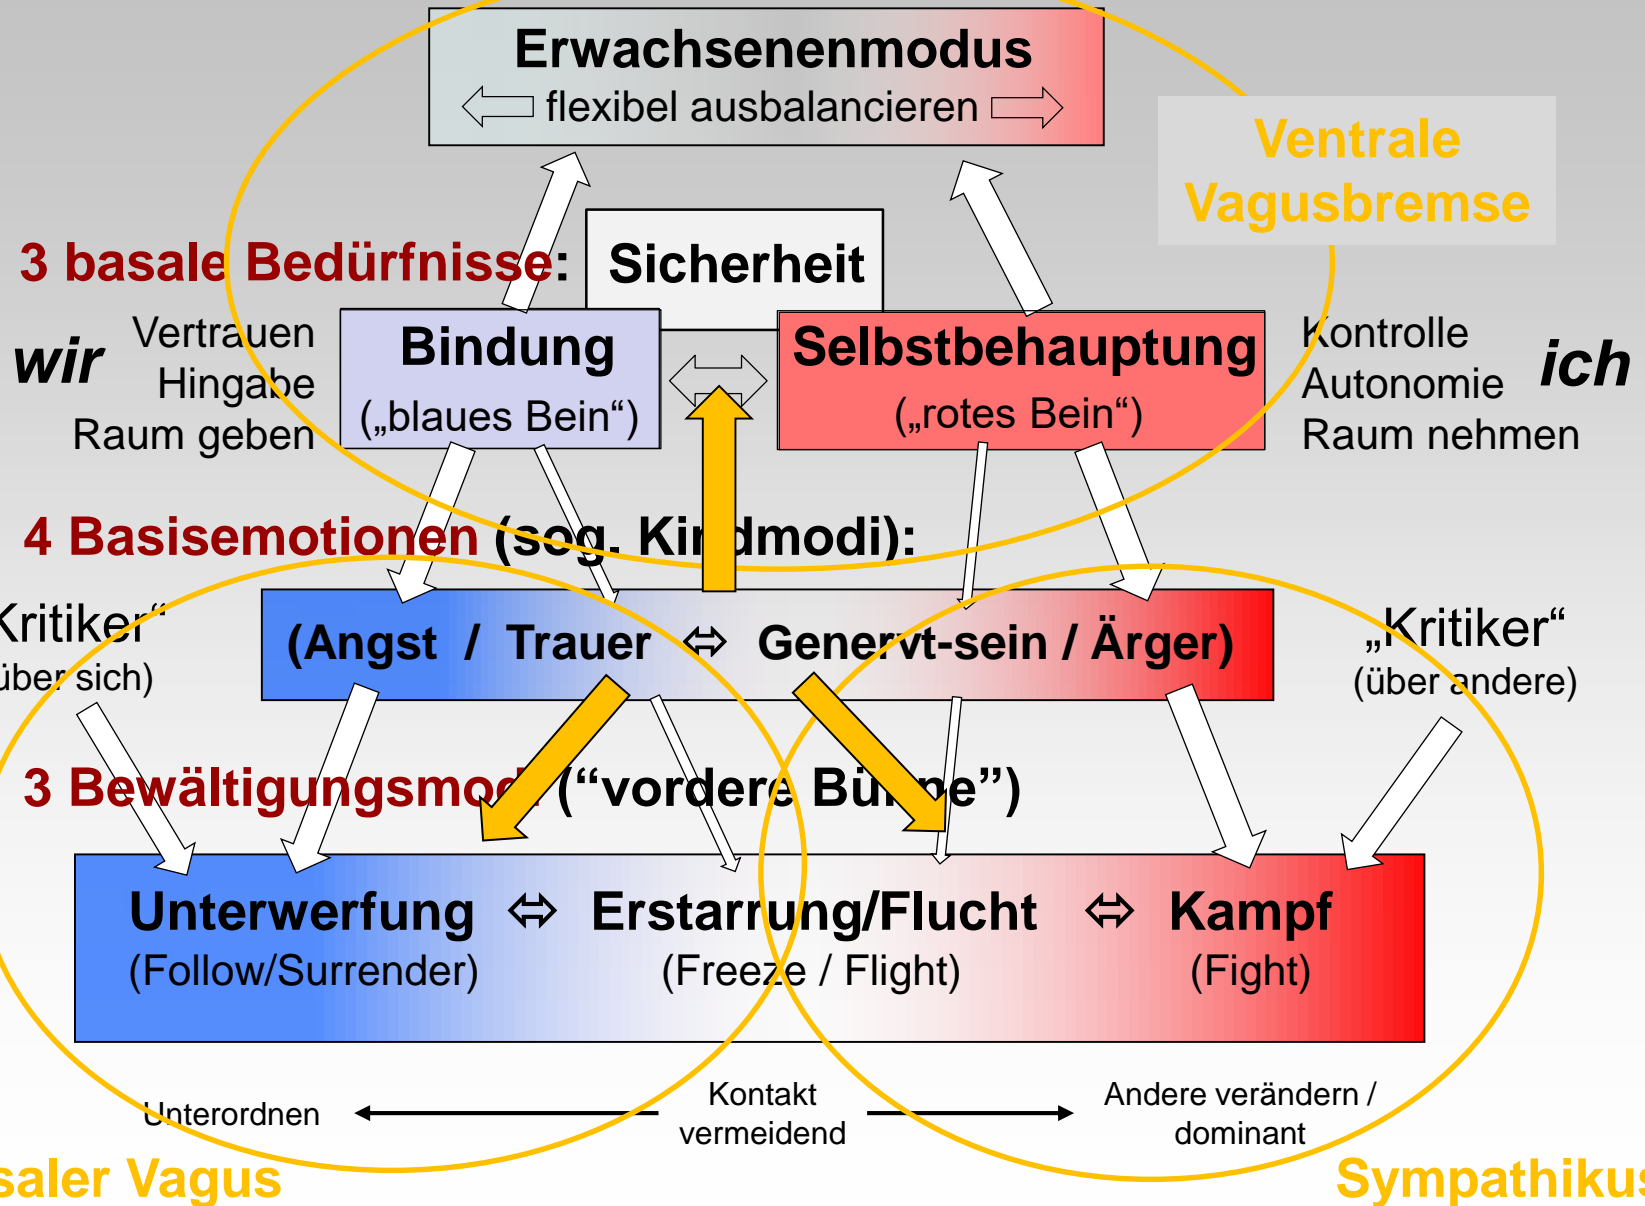 Erwachsenenmodus
flexibel ausbalancieren
Ventrale
Vagusbremse
3 basale Bedürfnisse:
Sicherheit
wir
Vertrauen
Hingabe
Raum geben
Bindung
(„blaues Bein“)
Selbstbehauptung
(„rotes Bein“)
Kontrolle
Autonomie
Raum nehmen
ich
4 Basisemotionen (sog. Kindmodi):
Kritiker“
über sich)
(Angst / Trauer ⬄ Genervt-sein / Ärger)
„Kritiker“
(über andere)
3 Bewältigungsmodi (“vordere Bühne”)
Unterwerfung ⬄ Erstarrung/Flucht ⬄ Kampf
(Follow/Surrender) (Freeze / Flight) (Fight)
Unterordnen
Kontakt
vermeidend
Andere verändern /
dominant
saler Vagus
Sympathikus